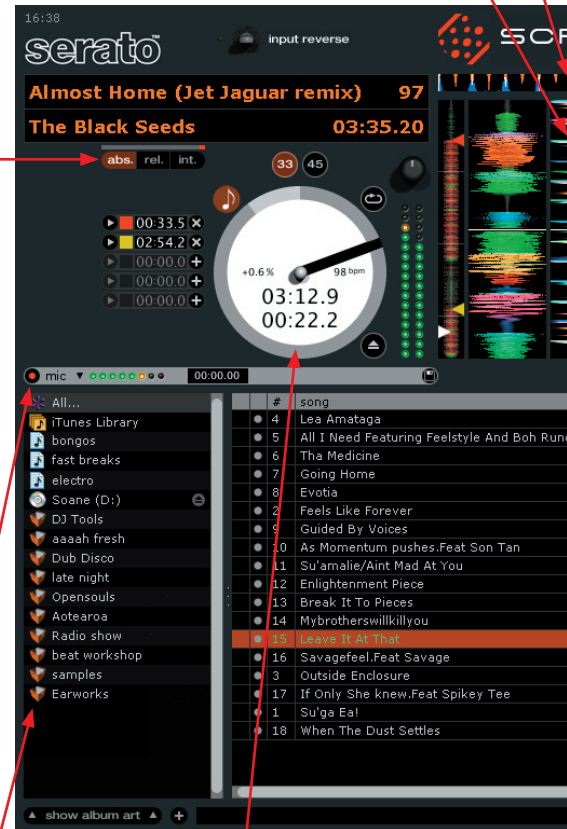 16:38
serato
input reverse
Almost Home (Jet Jaguar remix) 97
The Black Seeds 03:35.20
abs. rel. int.
33 45
00:33.5
02:54.2
00:00.0
00:00.0
00:00.0
+0.6% 98 bpm
03:12.9
00:22.2
mic 00:00.00
All...
iTunes Library
bongos
fast breaks
electro
Soane (D:)
DJ Tools
aaaah fresh
Dub Disco
late night
Opensouls
Aotearoa
Radio show
beat workshop
samples
Earworks
# song
4 Lea Amataga
5 All I Need Featuring Feelstyle And Boh Run
6 Tha Medicine
7 Going Home
8 Evotia
2 Feels Like Forever
9 Guided By Voices
10 As Momentum pushes.Feat Son Tan
11 Su'amalie/Aint Mad At You
12 Enlightenment Piece
13 Break It To Pieces
14 Mybrotherswillkillyou
15 Leave It At That
16 Savagefeel.Feat Savage
3 Outside Enclosure
17 If Only She knew.Feat Spikey Tee
1 Su'ga Ea!
18 When The Dust Settles
show album art